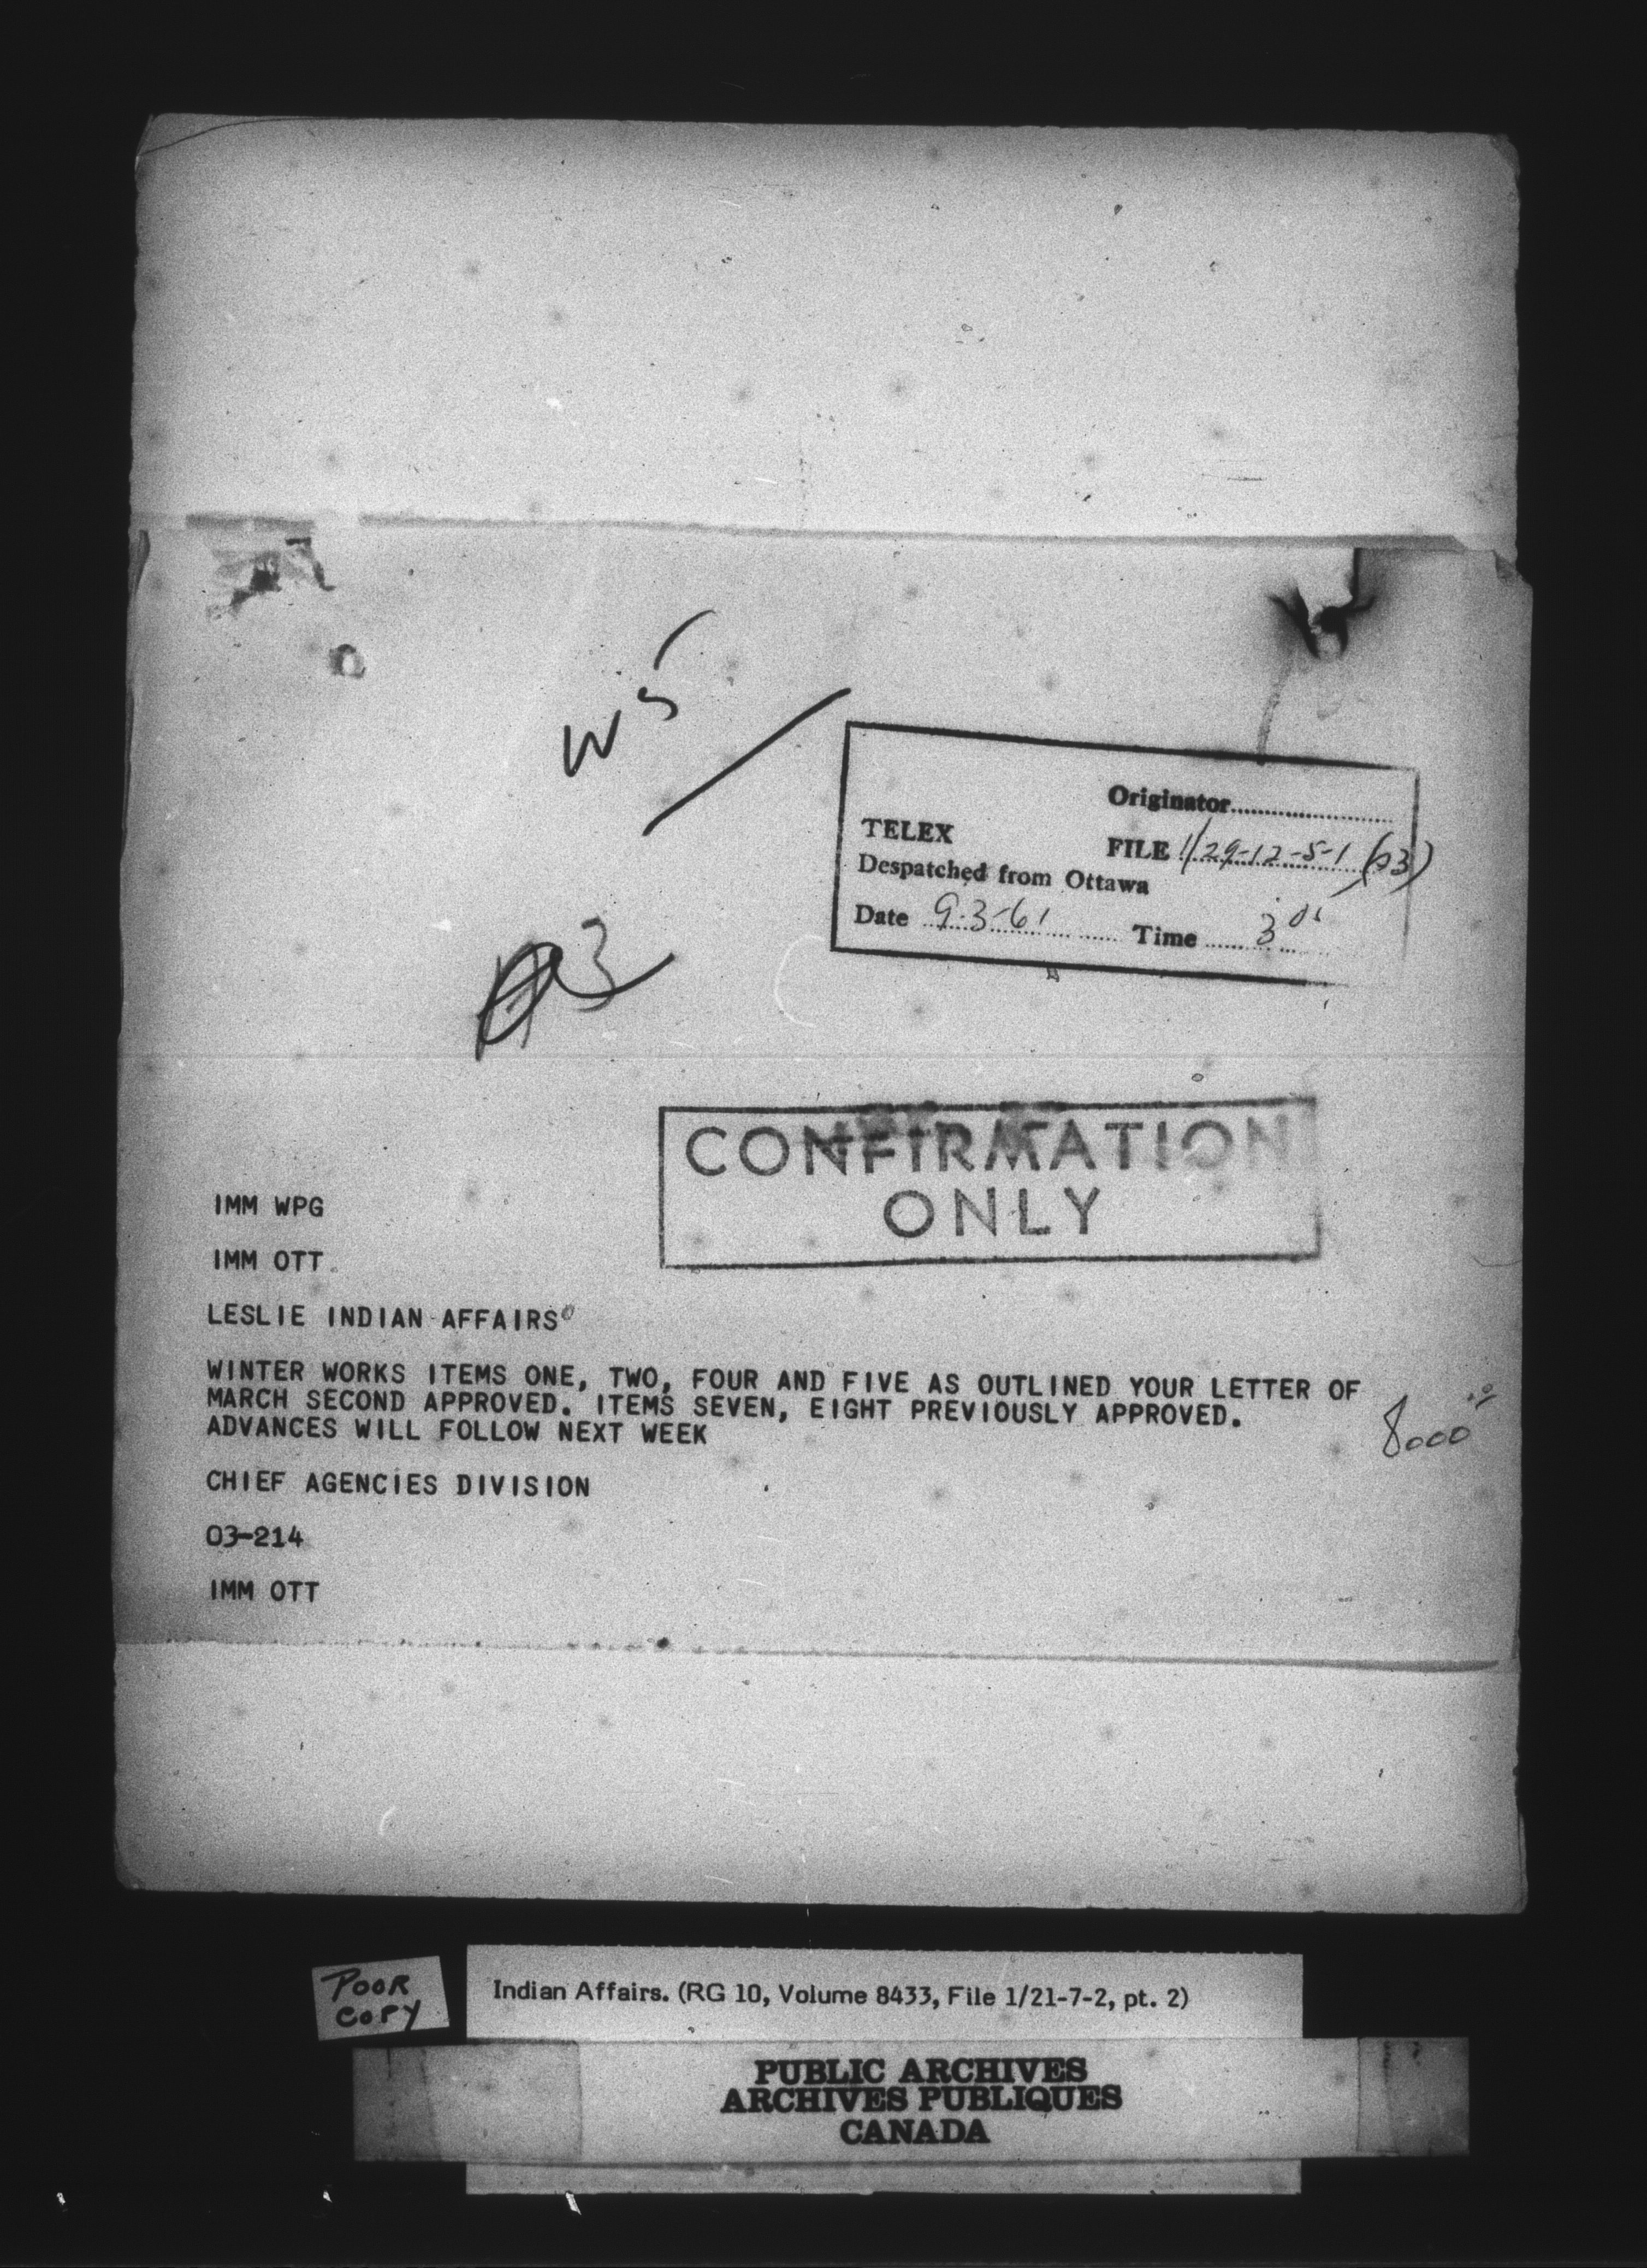 W5
03
Originator
TELEX
FILE 1/29-12-5-1 (03)
Despatched from Ottawa
Date 9-3-61 Time 3
CONFIRMATION
ONLY
IMM WPG
IMM OTT
LESLIE INDIAN AFFAIRS
WINTER WORKS ITEMS ONE, TWO, FOUR AND FIVE AS OUTLINED YOUR LETTER OF
MARCH SECOND APPROVED. ITEMS SEVEN, EIGHT PREVIOUSLY APPROVED.
ADVANCES WILL FOLLOW NEXT WEEK
8000
CHIEF AGENCIES DIVISION
03-214
IMM OTT
POOR
COPY
Indian Affairs. (RG 10, Volume 8433, File 1/21-7-2, pt. 2)
PUBLIC ARCHIVES
ARCHIVES PUBLIQUES
CANADA